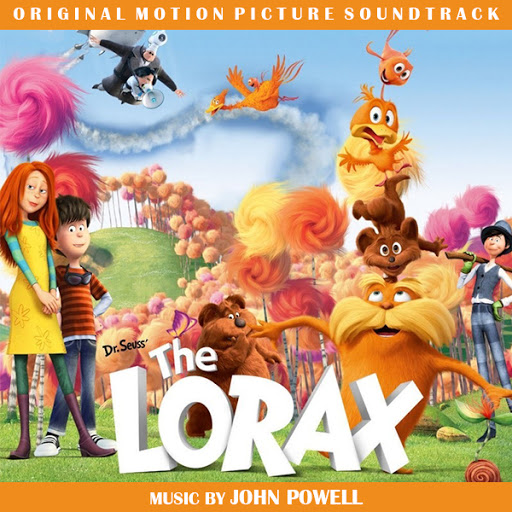 ORIGINAL MOTION PICTURE SOUNDTRACK
Dr. Seuss'
The
LORAX
MUSIC BY JOHN POWELL